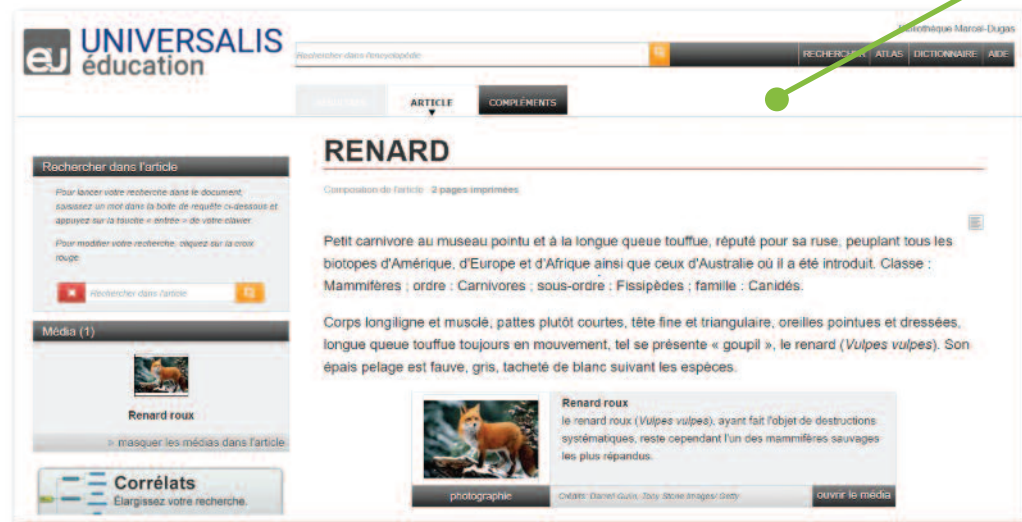 Bibliothèque Marcel-Dugas
eu UNIVERSALIS
éducation
Rechercher dans l'encyclopédie
RECHERCHER ATLAS DICTIONNAIRE AIDE
ARTICLE COMPLÉMENTS
RENARD
Composition de l'article 2 pages imprimées
Rechercher dans l'article
Pour lancer votre recherche dans le document,
saisissez un mot dans la boîte de requête ci-dessous et
appuyez sur la touche « entrée » de votre clavier.
Pour modifier votre recherche, cliquez sur la croix
rouge.
Rechercher dans l'article
Média (1)
Renard roux
» masquer les médias dans l'article
Corrélats
Élargissez votre recherche.
Petit carnivore au museau pointu et à la longue queue touffue, réputé pour sa ruse, peuplant tous les
biotopes d'Amérique, d'Europe et d'Afrique ainsi que ceux d'Australie où il a été introduit. Classe :
Mammifères ; ordre : Carnivores ; sous-ordre : Fissipèdes ; famille : Canidés.
Corps longiligne et musclé, pattes plutôt courtes, tête fine et triangulaire, oreilles pointues et dressées,
longue queue touffue toujours en mouvement, tel se présente « goupil », le renard (Vulpes vulpes). Son
épais pelage est fauve, gris, tacheté de blanc suivant les espèces.
Renard roux
le renard roux (Vulpes vulpes), ayant fait l'objet de destructions
systématiques, reste cependant l'un des mammifères sauvages
les plus répandus.
photographie
Crédits: Daniel Gulin, Tony Stone Images/ Getty
ouvrir le média